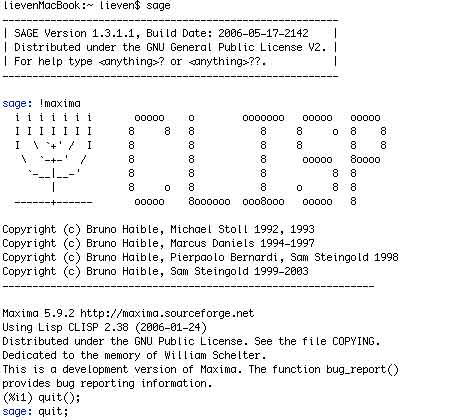 lievenMacBook:~ lieven$ sage
--------------------------------------------------------
| SAGE Version 1.3.1.1, Build Date: 2006-05-17-2142    |
| Distributed under the GNU General Public License V2. |
| For help type <anything>? or <anything>??.           |
--------------------------------------------------------

sage: !maxima
  i i i i i i i       ooooo    o        ooooooo   ooooo   ooooo
  I I I I I I I      8     8   8           8     8     o  8    8
  I  \ `+' /  I      8         8           8     8        8    8
   \  `-+-'  /       8         8           8      ooooo   8oooo
    `-__|__-'        8         8           8           8  8
        |            8     o   8           8     o     8  8
  ------+------       ooooo    8oooooo  ooo8ooo   ooooo   8

Copyright (c) Bruno Haible, Michael Stoll 1992, 1993
Copyright (c) Bruno Haible, Marcus Daniels 1994-1997
Copyright (c) Bruno Haible, Pierpaolo Bernardi, Sam Steingold 1998
Copyright (c) Bruno Haible, Sam Steingold 1999-2003
--------------------------------------------------------------

Maxima 5.9.2 http://maxima.sourceforge.net
Using Lisp CLISP 2.38 (2006-01-24)
Distributed under the GNU Public License. See the file COPYING.
Dedicated to the memory of William Schelter.
This is a development version of Maxima. The function bug_report()
provides bug reporting information.
(%i1) quit();
sage: quit;